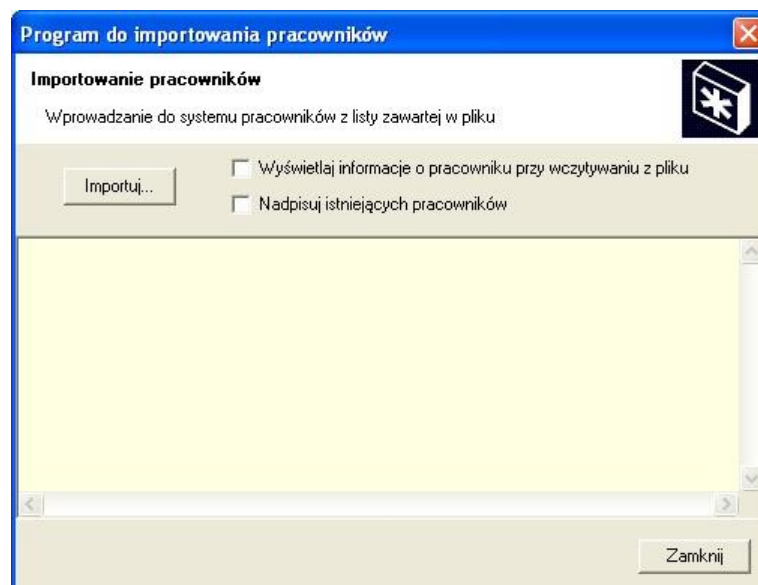 Program do importowania pracowników
Importowanie pracowników
Wprowadzanie do systemu pracowników z listy zawartej w pliku
Importuj...
Wyświetlaj informacje o pracowniku przy wczytywaniu z pliku
Nadpisuj istniejących pracowników
Zamknij